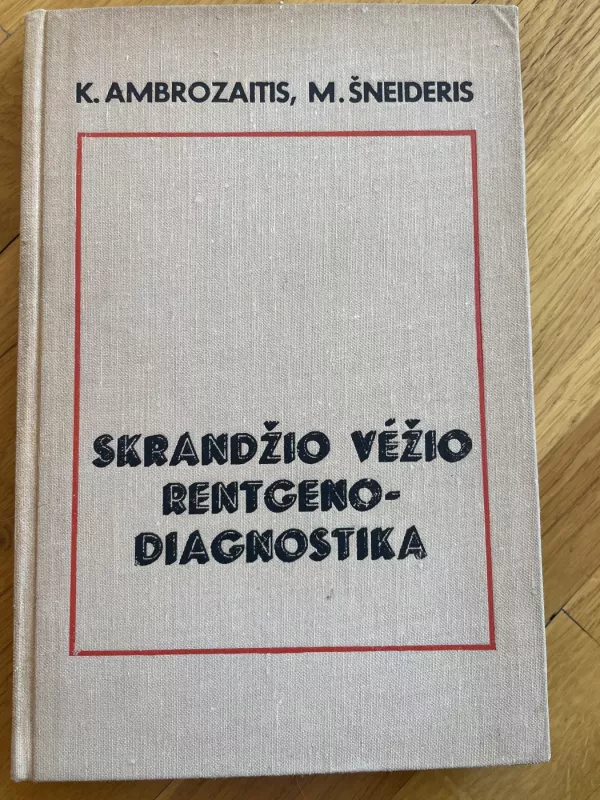 K. AMBROZAITIS, M. ŠNEIDERIS
SKRANDŽIO VĖŽIO
RENTGENO-
DIAGNOSTIKA